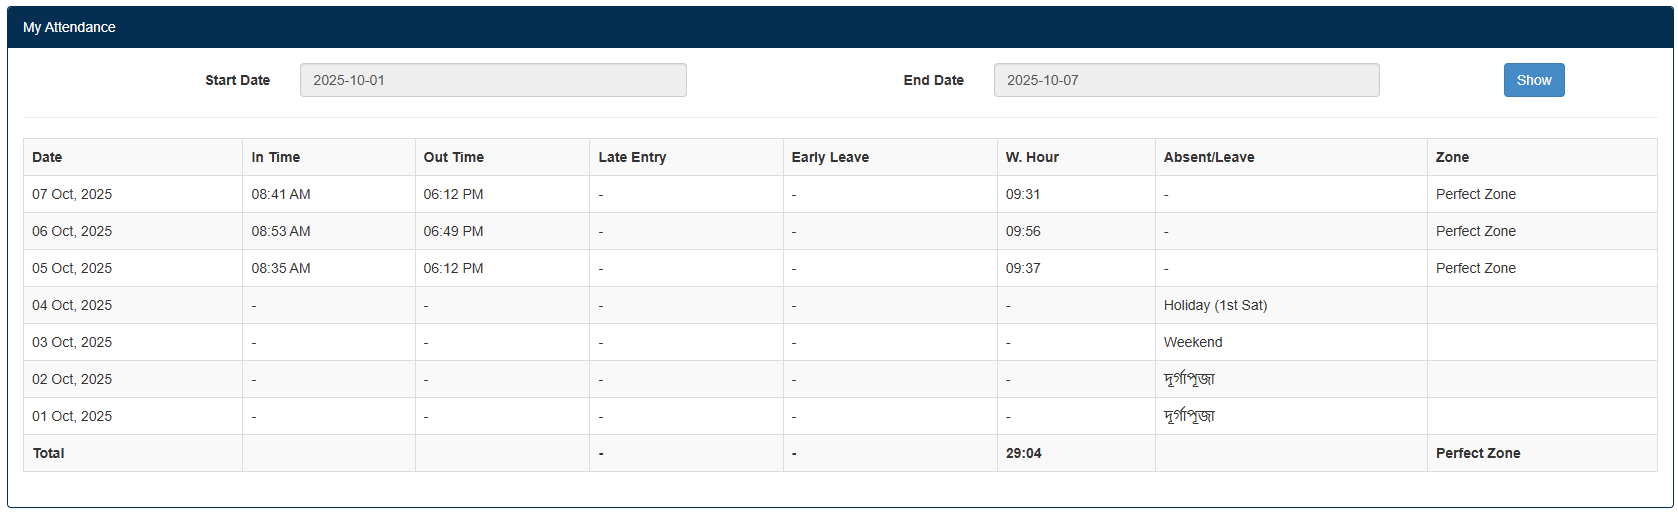 My Attendance
Start Date 2025-10-01 End Date 2025-10-07 Show
Date In Time Out Time Late Entry Early Leave W. Hour Absent/Leave Zone
07 Oct, 2025 08:41 AM 06:12 PM - - 09:31 - Perfect Zone
06 Oct, 2025 08:53 AM 06:49 PM - - 09:56 - Perfect Zone
05 Oct, 2025 08:35 AM 06:12 PM - - 09:37 - Perfect Zone
04 Oct, 2025 - - - - - Holiday (1st Sat)
03 Oct, 2025 - - - - - Weekend
02 Oct, 2025 - - - - - দূর্গাপূজা
01 Oct, 2025 - - - - - দূর্গাপূজা
Total - - 29:04 Perfect Zone